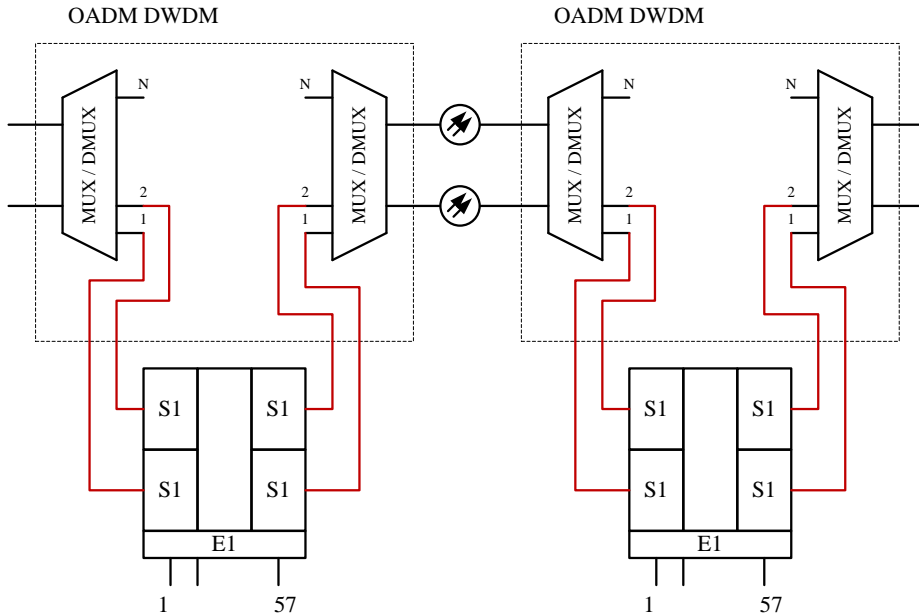 OADM DWDM
OADM DWDM
N
N
N
N
MUX / DMUX
MUX / DMUX
MUX / DMUX
MUX / DMUX
2
2
2
2
1
1
1
1
S1
S1
S1
S1
S1
S1
S1
S1
E1
E1
1
57
1
57